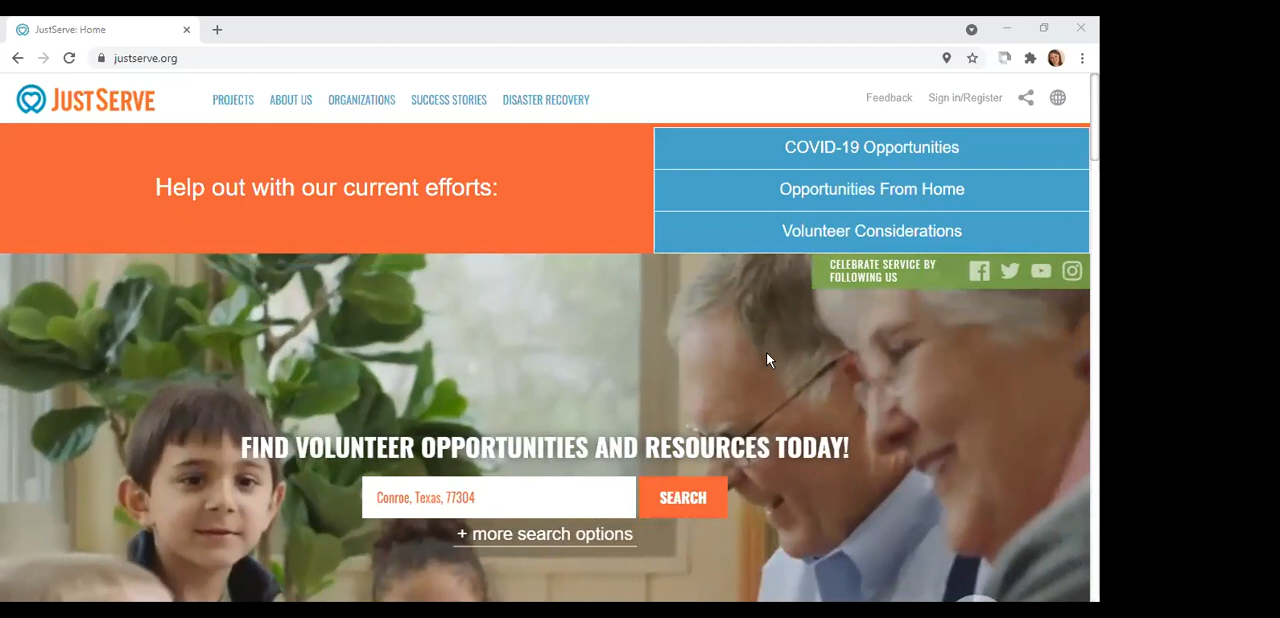 JustServe: Home
justserve.org
JUSTSERVE
PROJECTS ABOUT US ORGANIZATIONS SUCCESS STORIES DISASTER RECOVERY
Feedback Sign in/Register
Help out with our current efforts:
COVID-19 Opportunities
Opportunities From Home
Volunteer Considerations
CELEBRATE SERVICE BY
FOLLOWING US
FIND VOLUNTEER OPPORTUNITIES AND RESOURCES TODAY!
Conroe, Texas, 77304
SEARCH
+ more search options